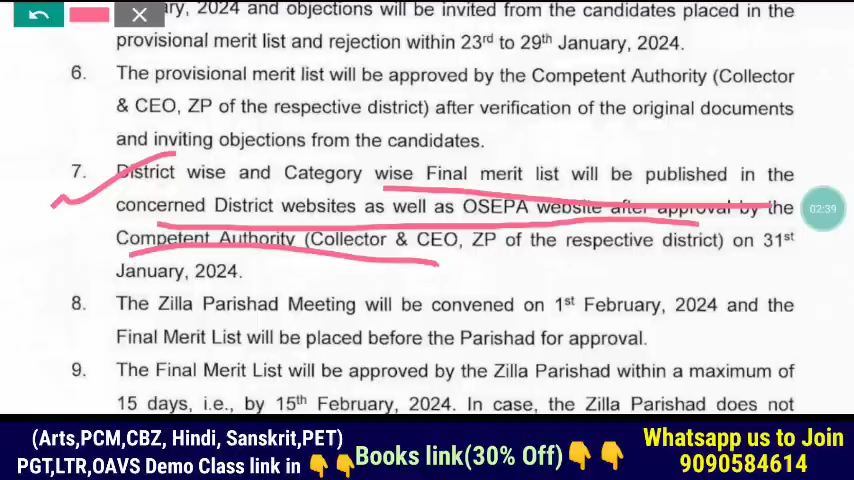 ary, 2024 and objections will be invited from the candidates placed in the
provisional merit list and rejection within 23rd to 29th January, 2024.
6. The provisional merit list will be approved by the Competent Authority (Collector
& CEO, ZP of the respective district) after verification of the original documents
and inviting objections from the candidates.
7. District wise and Category wise Final merit list will be published in the
concerned District websites as well as OSEPA website after approval by the
Competent Authority (Collector & CEO, ZP of the respective district) on 31st
January, 2024.
8. The Zilla Parishad Meeting will be convened on 1st February, 2024 and the
Final Merit List will be placed before the Parishad for approval.
9. The Final Merit List will be approved by the Zilla Parishad within a maximum of
15 days, i.e., by 15th February, 2024. In case, the Zilla Parishad does not
02:39
(Arts,PCM,CBZ, Hindi, Sanskrit,PET)
PGT,LTR,OAVS Demo Class link in 👇👇
Books link(30% Off)👇👇
Whatsapp us to Join
9090584614